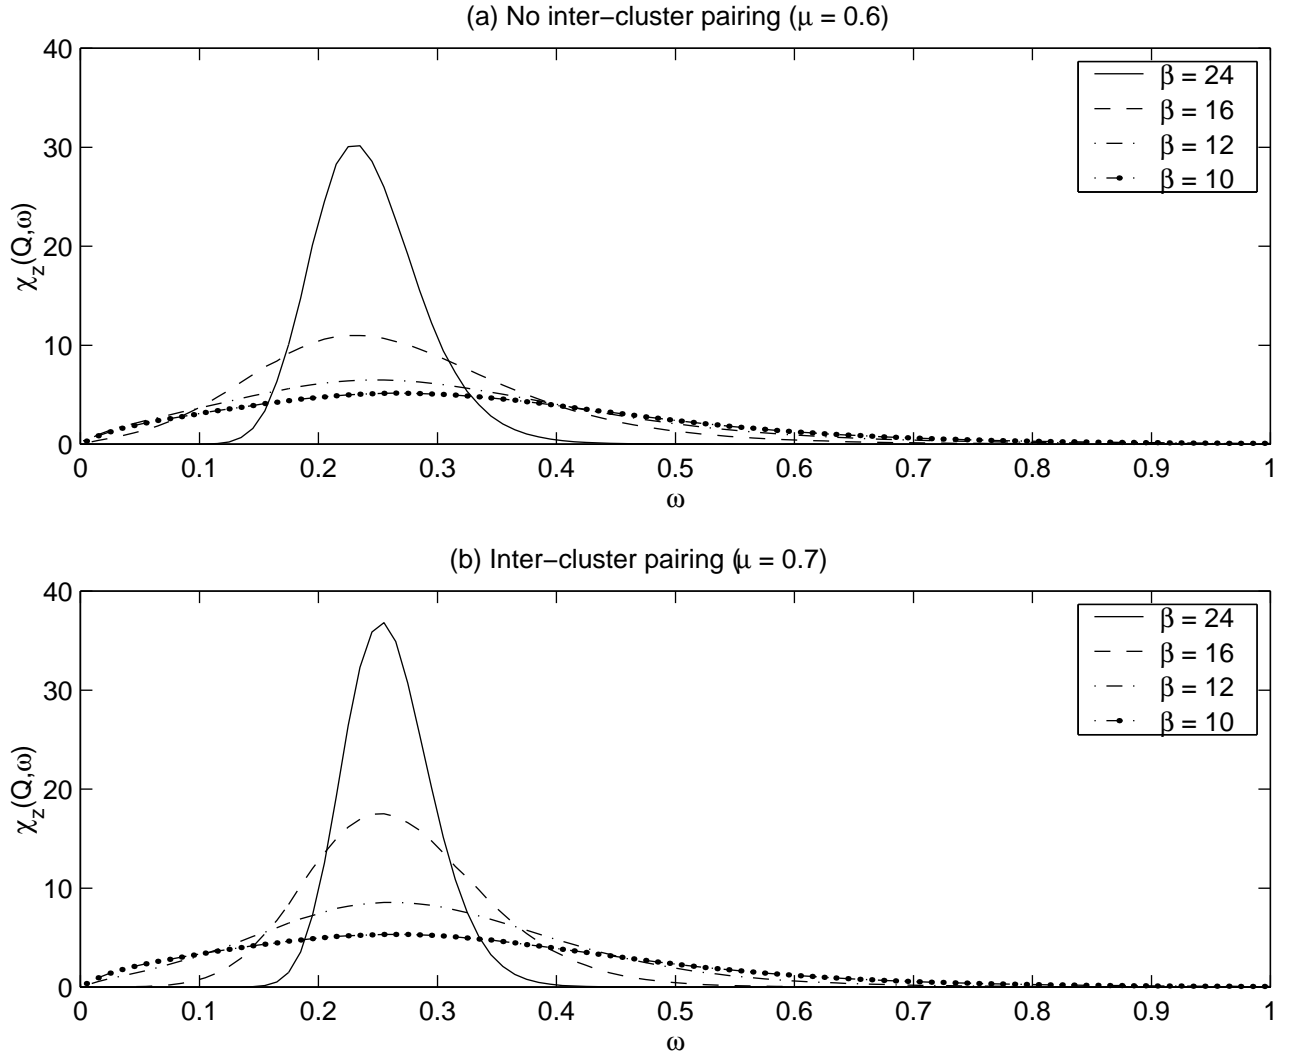 (a) No inter−cluster pairing (μ = 0.6)
40
30
20
10
0
χz(Q,ω)
β = 24
β = 16
β = 12
β = 10
0 0.1 0.2 0.3 0.4 0.5 0.6 0.7 0.8 0.9 1
ω
(b) Inter−cluster pairing (μ = 0.7)
40
30
20
10
0
χz(Q,ω)
β = 24
β = 16
β = 12
β = 10
0 0.1 0.2 0.3 0.4 0.5 0.6 0.7 0.8 0.9 1
ω